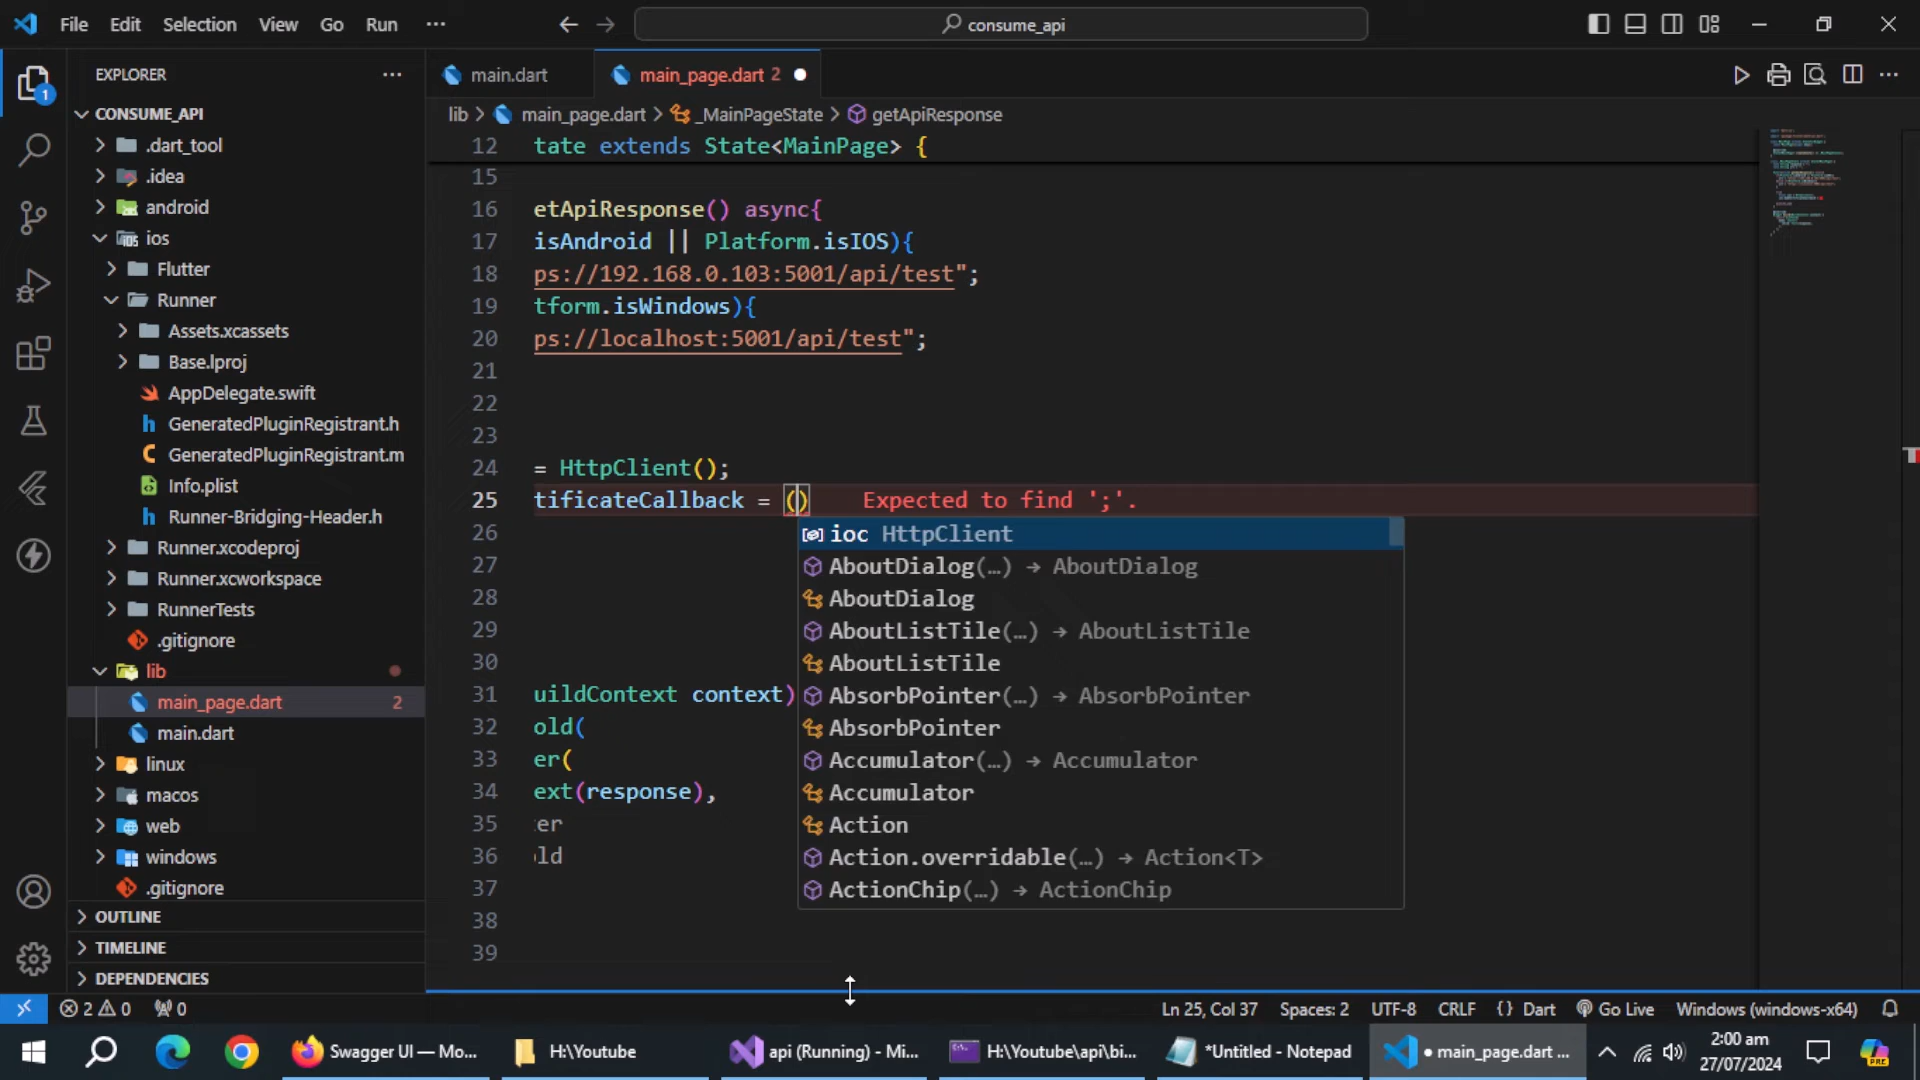 File Edit Selection View Go Run ...
consume_api
EXPLORER
CONSUME_API
.dart_tool
.idea
android
ios
Flutter
Runner
Assets.xcassets
Base.lproj
AppDelegate.swift
GeneratedPluginRegistrant.h
GeneratedPluginRegistrant.m
Info.plist
Runner-Bridging-Header.h
Runner.xcodeproj
Runner.xcworkspace
RunnerTests
.gitignore
lib
main_page.dart 2
main.dart
linux
macos
web
windows
.gitignore
OUTLINE
TIMELINE
DEPENDENCIES
main.dart
main_page.dart 2
lib > main_page.dart > _MainPageState > getApiResponse
12 tate extends State<MainPage> {
15
16 etApiResponse() async{
17 isAndroid || Platform.isIOS){
18 ps://192.168.0.103:5001/api/test";
19 tform.isWindows){
20 ps://localhost:5001/api/test";
21
22
23
24 = HttpClient();
25 tificateCallback = () Expected to find ';'.
26
27
28
29
30
31 uildContext context)
32 old(
33 er(
34 ext(response),
35 er
36 ld
37
38
39
ioc HttpClient
AboutDialog(…) → AboutDialog
AboutDialog
AboutListTile(…) → AboutListTile
AboutListTile
AbsorbPointer(…) → AbsorbPointer
AbsorbPointer
Accumulator(…) → Accumulator
Accumulator
Action
Action.overridable(…) → Action<T>
ActionChip(…) → ActionChip
1
2 0 0
Ln 25, Col 37 Spaces: 2 UTF-8 CRLF {} Dart Go Live Windows (windows-x64)
Swagger UI — Mo...
H:\Youtube
api (Running) - Mi...
H:\Youtube\api\bi...
*Untitled - Notepad
• main_page.dart ...
2:00 am
27/07/2024
PRE